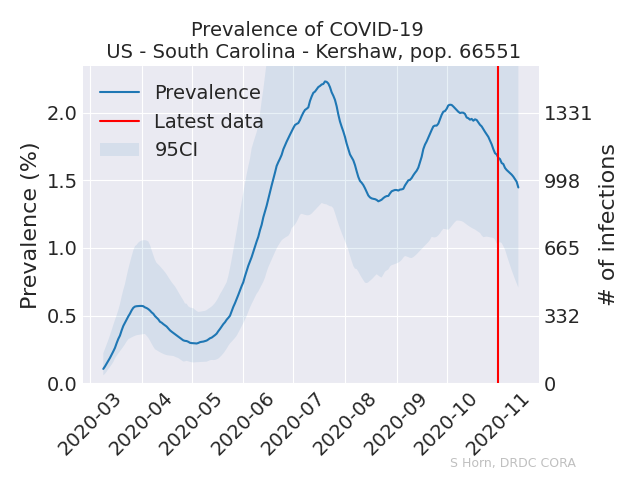 Prevalence of COVID-19
US - South Carolina - Kershaw, pop. 66551
Prevalence
Latest data
95CI
Prevalence (%)
2.0
1.5
1.0
0.5
0.0
# of infections
1331
998
665
332
0
2020-03
2020-04
2020-05
2020-06
2020-07
2020-08
2020-09
2020-10
2020-11
S Horn, DRDC CORA